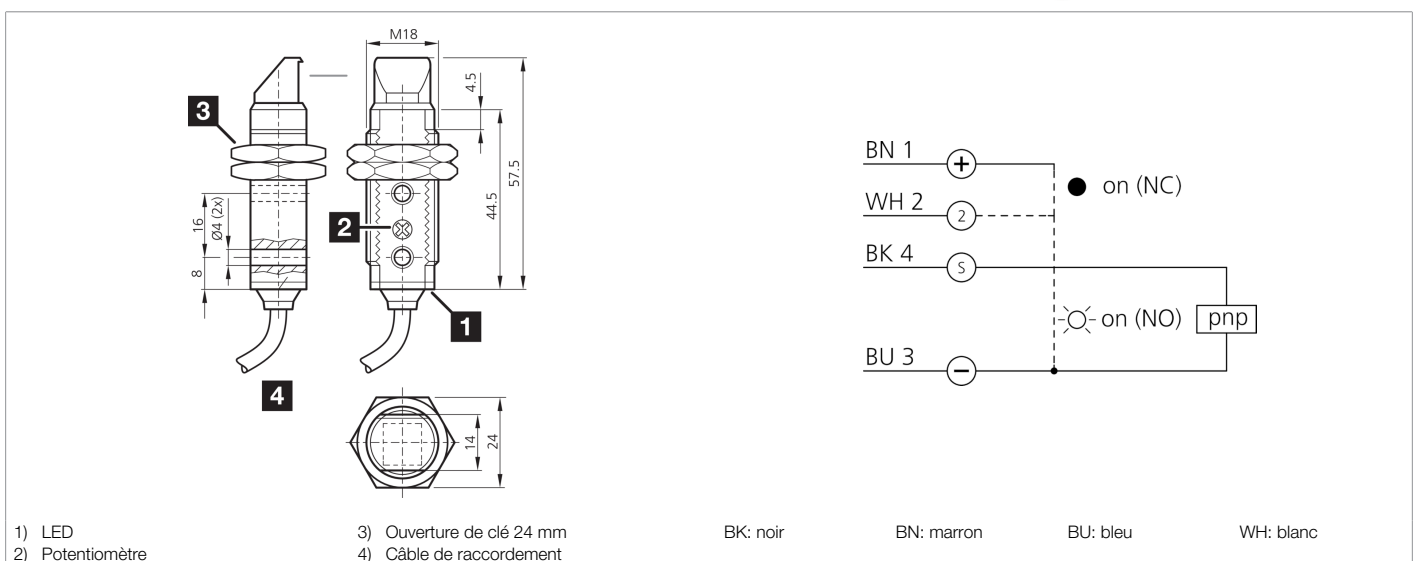 M18
4.5
3
57.5
44.5
16
Ø4 (2x)
2
8
1
4
14
24
BN 1
+
on (NC)
WH 2
2
BK 4
S
on (NO)
pnp
BU 3
−
1) LED
2) Potentiomètre
3) Ouverture de clé 24 mm
4) Câble de raccordement
BK: noir
BN: marron
BU: bleu
WH: blanc